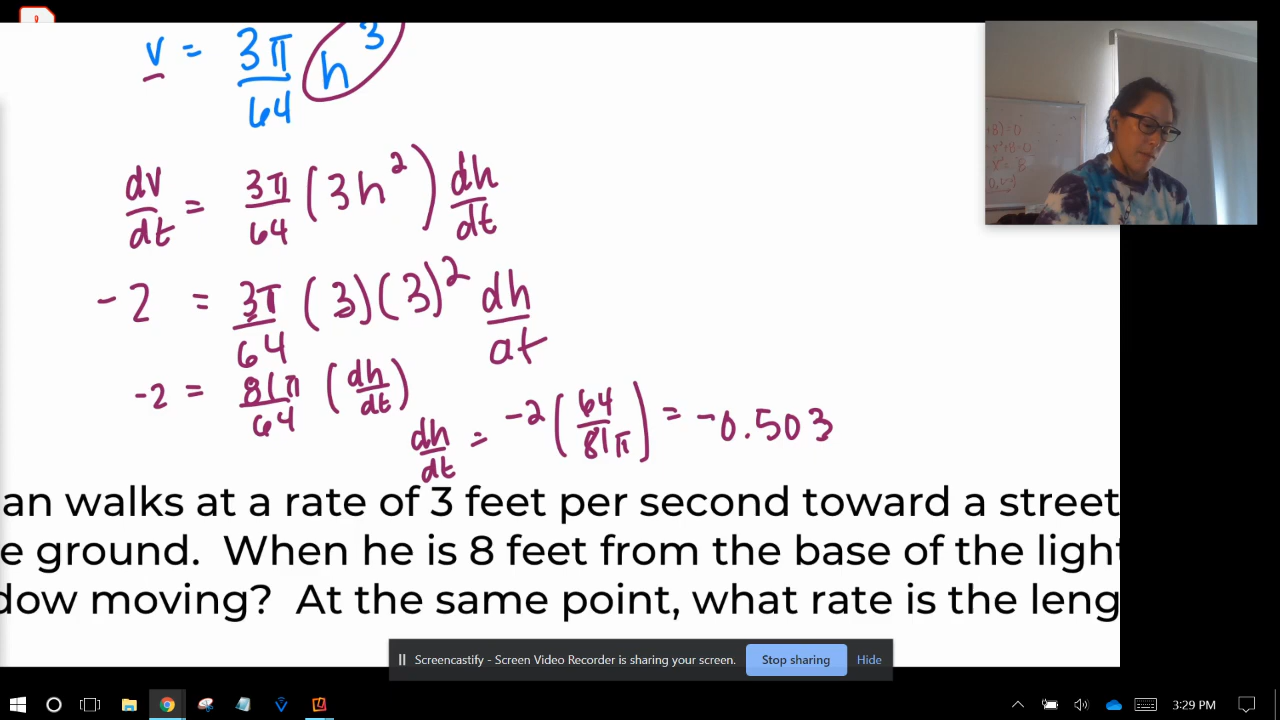 v = 3π/64 h^3
dv/dt = 3π/64 (3h^2) dh/dt
-2 = 3π/64 (3)(3)^2 dh/dt
-2 = 81π/64 (dh/dt)
dh/dt = -2 (64/81π) = -0.503
an walks at a rate of 3 feet per second toward a street
e ground. When he is 8 feet from the base of the light
dow moving? At the same point, what rate is the leng
Screencastify - Screen Video Recorder is sharing your screen.
Stop sharing
Hide
3:29 PM